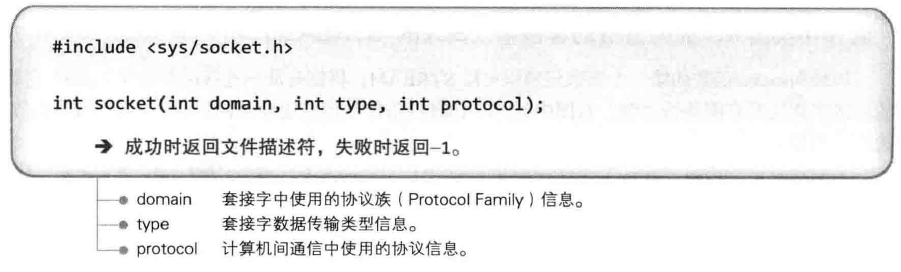 #include <sys/socket.h>
int socket(int domain, int type, int protocol);
➔ 成功时返回文件描述符，失败时返回–1。
domain 套接字中使用的协议族（Protocol Family）信息。
type 套接字数据传输类型信息。
protocol 计算机间通信中使用的协议信息。